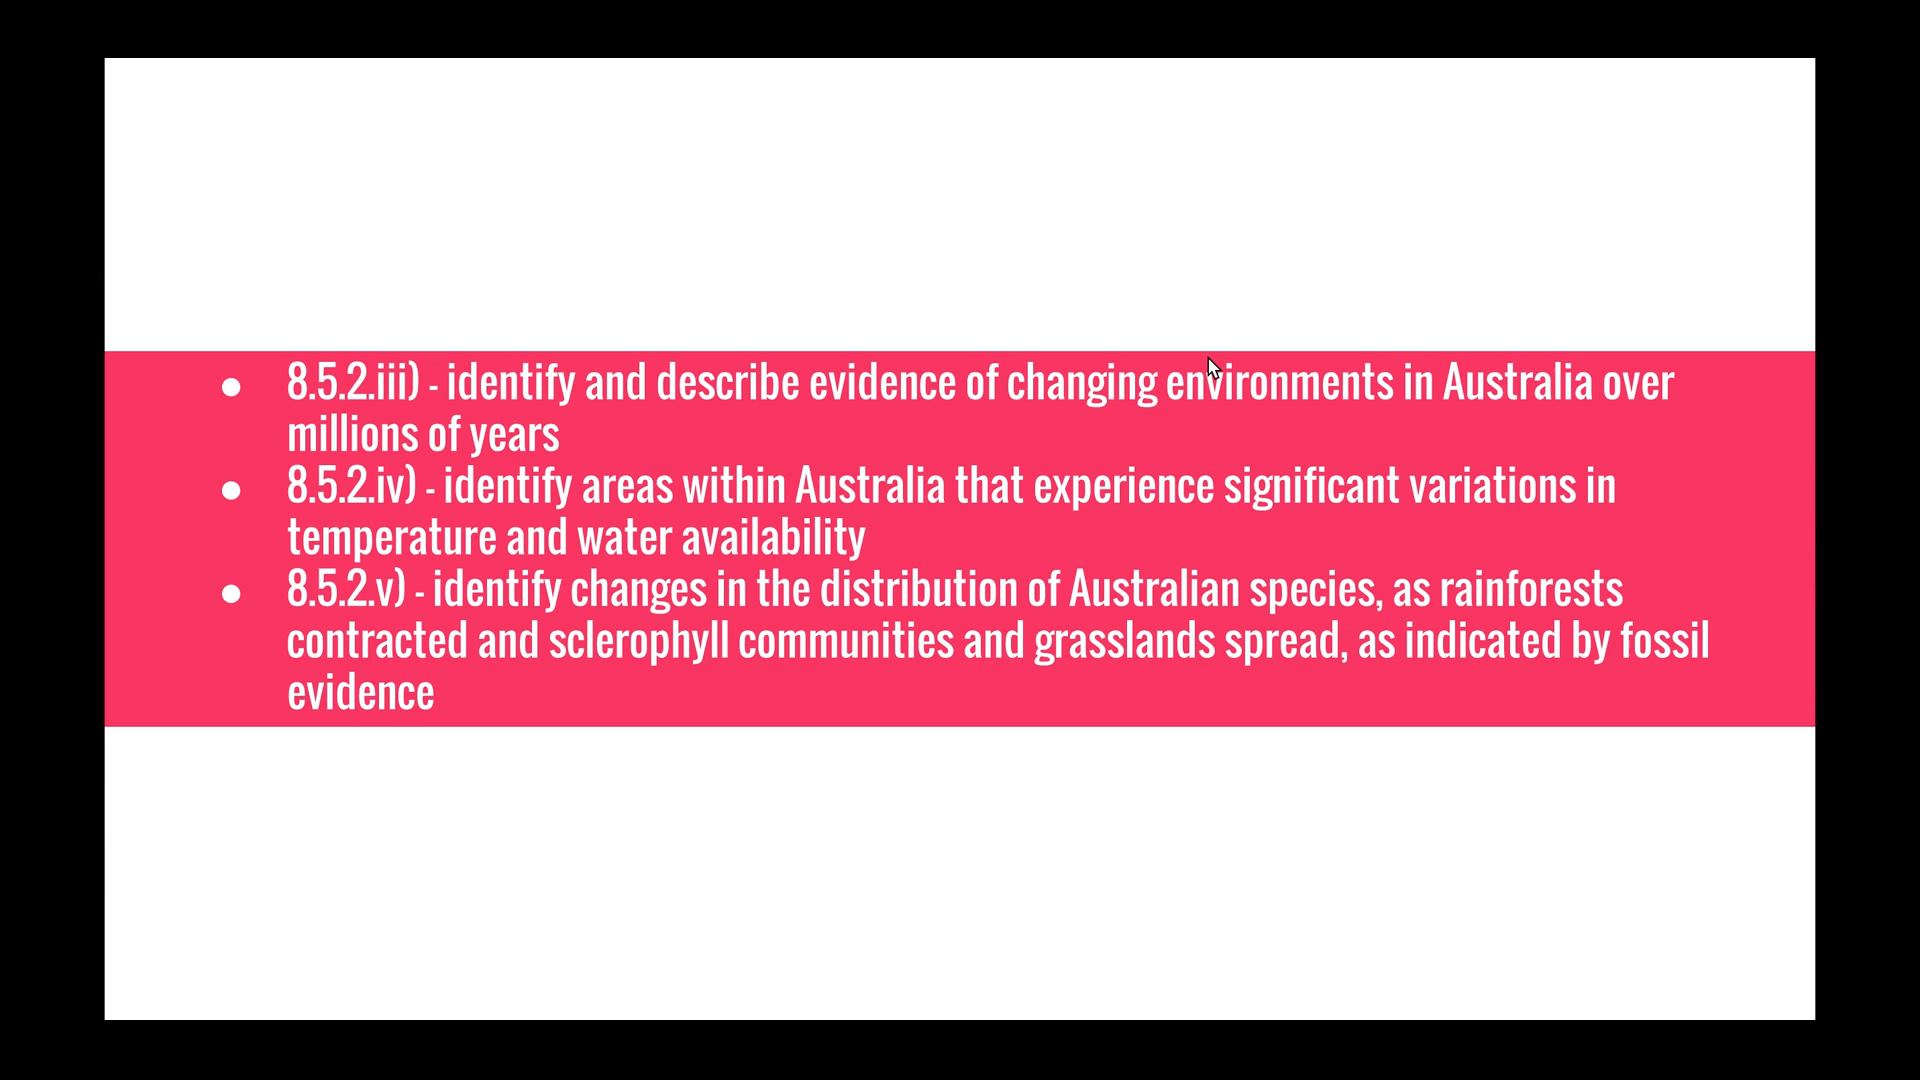 ● 8.5.2.iii) - identify and describe evidence of changing environments in Australia over
millions of years
● 8.5.2.iv) - identify areas within Australia that experience significant variations in
temperature and water availability
● 8.5.2.v) - identify changes in the distribution of Australian species, as rainforests
contracted and sclerophyll communities and grasslands spread, as indicated by fossil
evidence